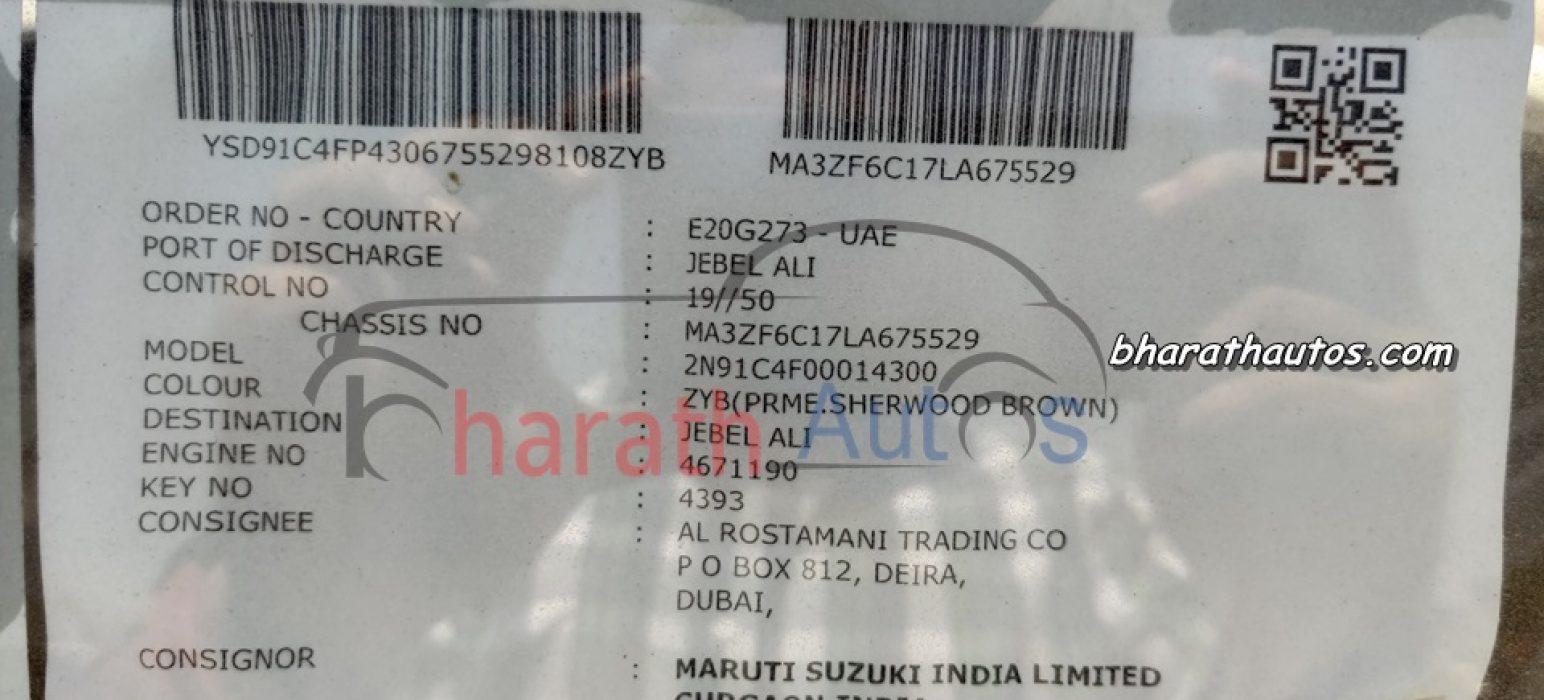 YSD91C4FP4306755298108ZYB
MA3ZF6C17LA675529
ORDER NO - COUNTRY : E20G273 - UAE
PORT OF DISCHARGE : JEBEL ALI
CONTROL NO : 19//50
CHASSIS NO : MA3ZF6C17LA675529
MODEL : 2N91C4F00014300
COLOUR : ZYB(PRME.SHERWOOD BROWN)
DESTINATION : JEBEL ALI
ENGINE NO : 4671190
KEY NO : 4393
CONSIGNEE : AL ROSTAMANI TRADING CO
P O BOX 812, DEIRA,
DUBAI,
CONSIGNOR : MARUTI SUZUKI INDIA LIMITED
GURGAON INDIA
bharathautos.com
bharath Autos